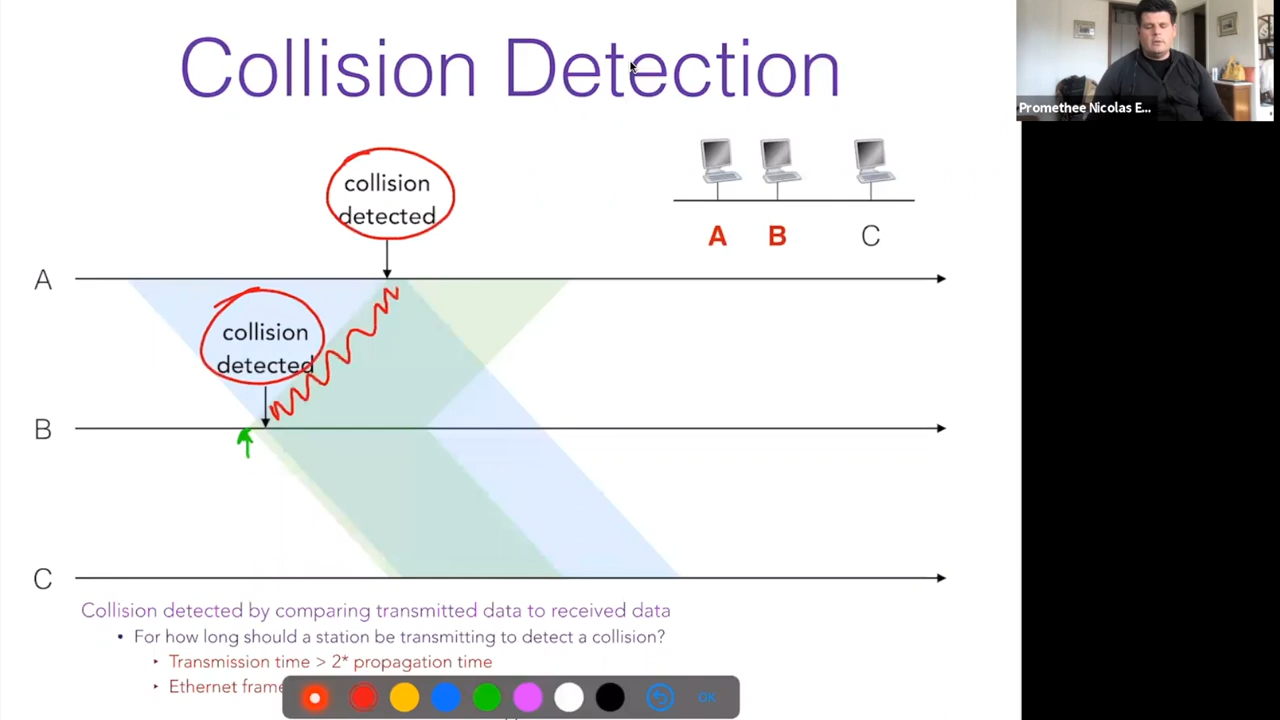 Collision Detection
Promethee Nicolas E...
collision
detected
A B C
A
collision
detected
B
C
Collision detected by comparing transmitted data to received data
• For how long should a station be transmitting to detect a collision?
‣ Transmission time > 2* propagation time
‣ Ethernet frame
OK